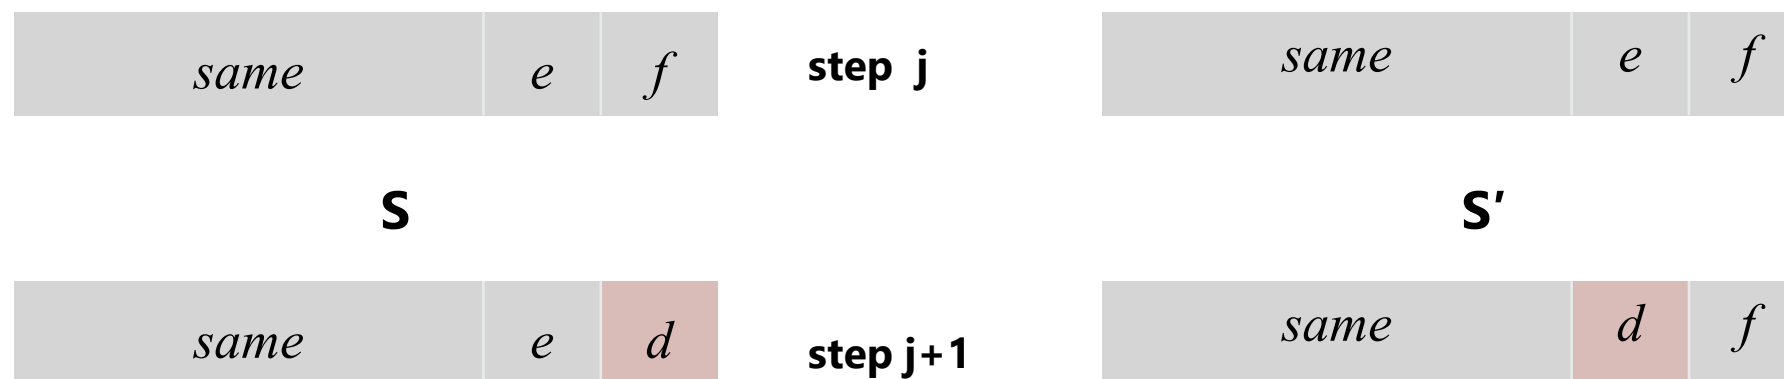 same e f step j same e f
S S′
same e d step j+1 same d f